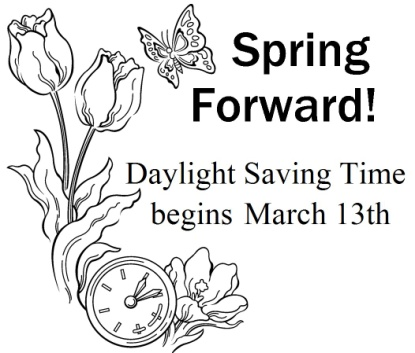 Spring
Forward!
Daylight Saving Time
begins March 13th